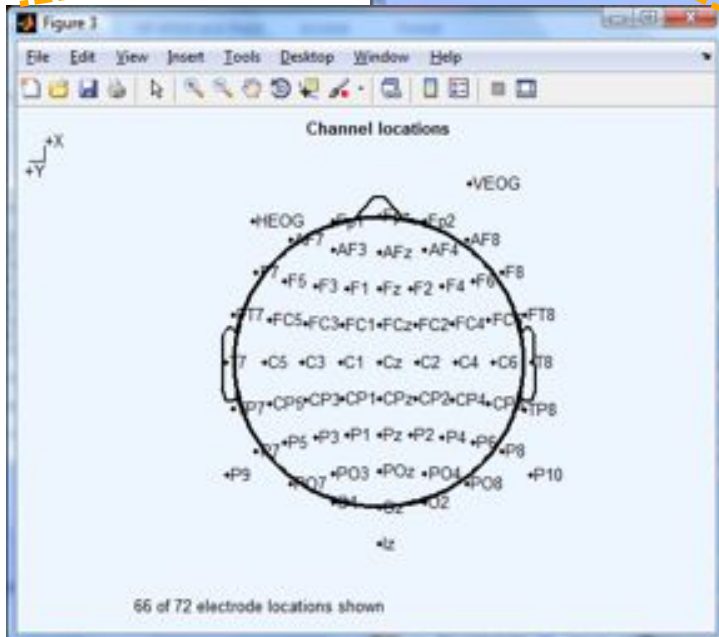 Figure 3
File Edit View Insert Tools Desktop Window Help
Channel locations
+X
+Y
VEOG
HEOG Fp1 Fpz Fp2
AF7 AF8
AF3 AFz AF4
F7 F8
F5 F3 F1 Fz F2 F4 F6
FT7 FT8
FC5 FC3 FC1 FCz FC2 FC4
T7 C5 C3 C1 Cz C2 C4 C6 T8
CP5 CP3 CP1 CPz CP2 CP4
TP7 TP8
P5 P3 P1 Pz P2 P4 P6
P7 P8
P9 PO3 POz PO4 P10
PO7 PO8
O1 Oz O2
Iz
66 of 72 electrode locations shown